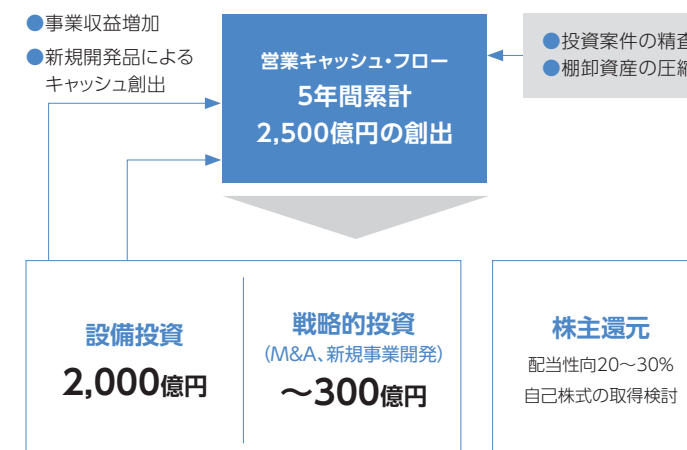 ●事業収益増加
●新規開発品による
キャッシュ創出
営業キャッシュ・フロー
5年間累計
2,500億円の創出
●投資案件の精査
●棚卸資産の圧縮
設備投資
2,000億円
戦略的投資
(M&A、新規事業開発)
〜300億円
株主還元
配当性向20〜30%
自己株式の取得検討